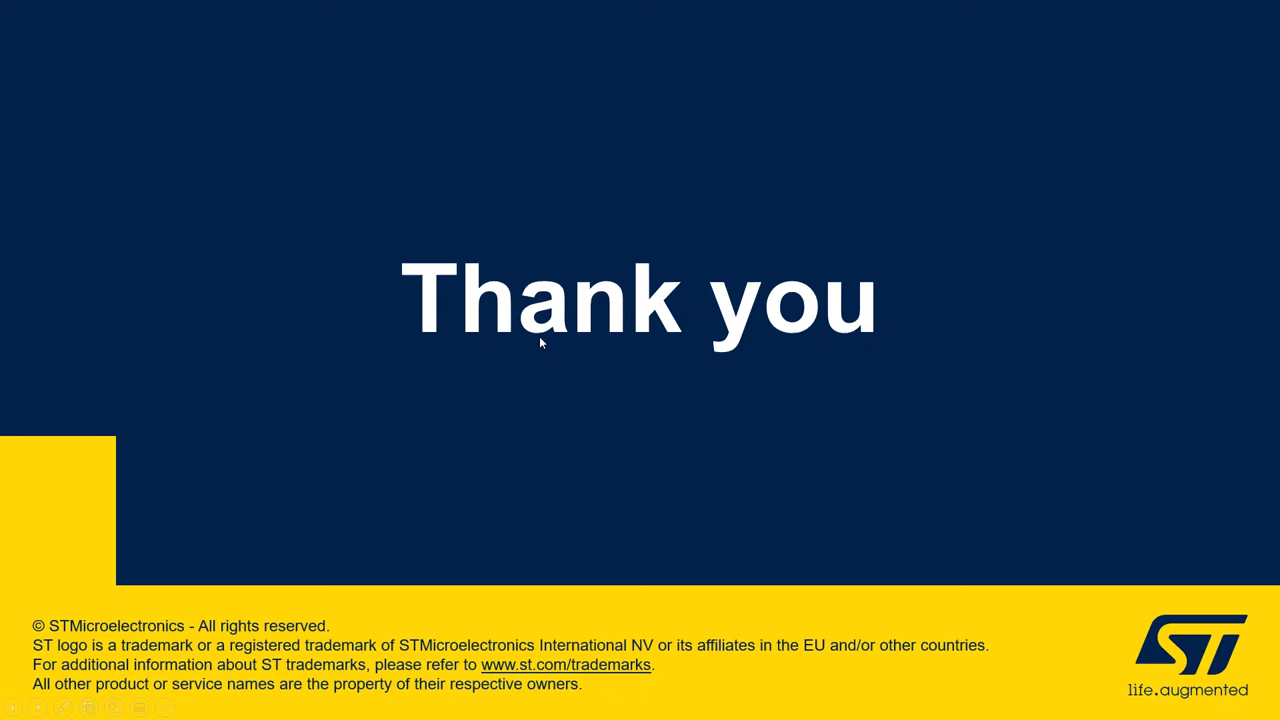 Thank you
© STMicroelectronics - All rights reserved.
ST logo is a trademark or a registered trademark of STMicroelectronics International NV or its affiliates in the EU and/or other countries.
For additional information about ST trademarks, please refer to www.st.com/trademarks.
All other product or service names are the property of their respective owners.
ST
life.augmented